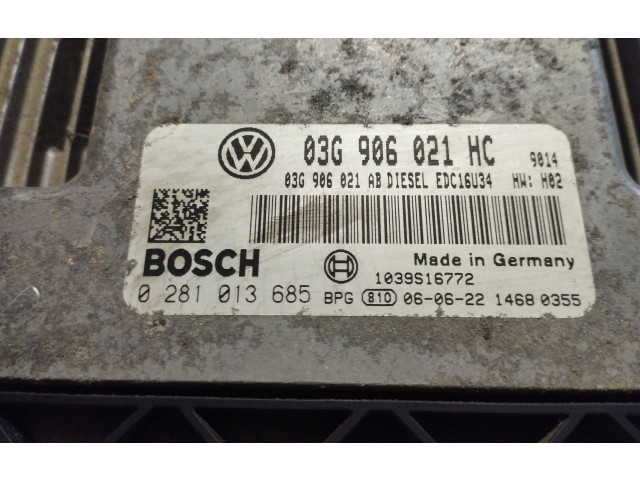 03G 906 021 HC 9014
03G 906 021 AB DIESEL EDC16U34 HW: H02
BOSCH
Made in Germany
1039S16772
0 281 013 685 BPG 810 06-06-22 1468 0355